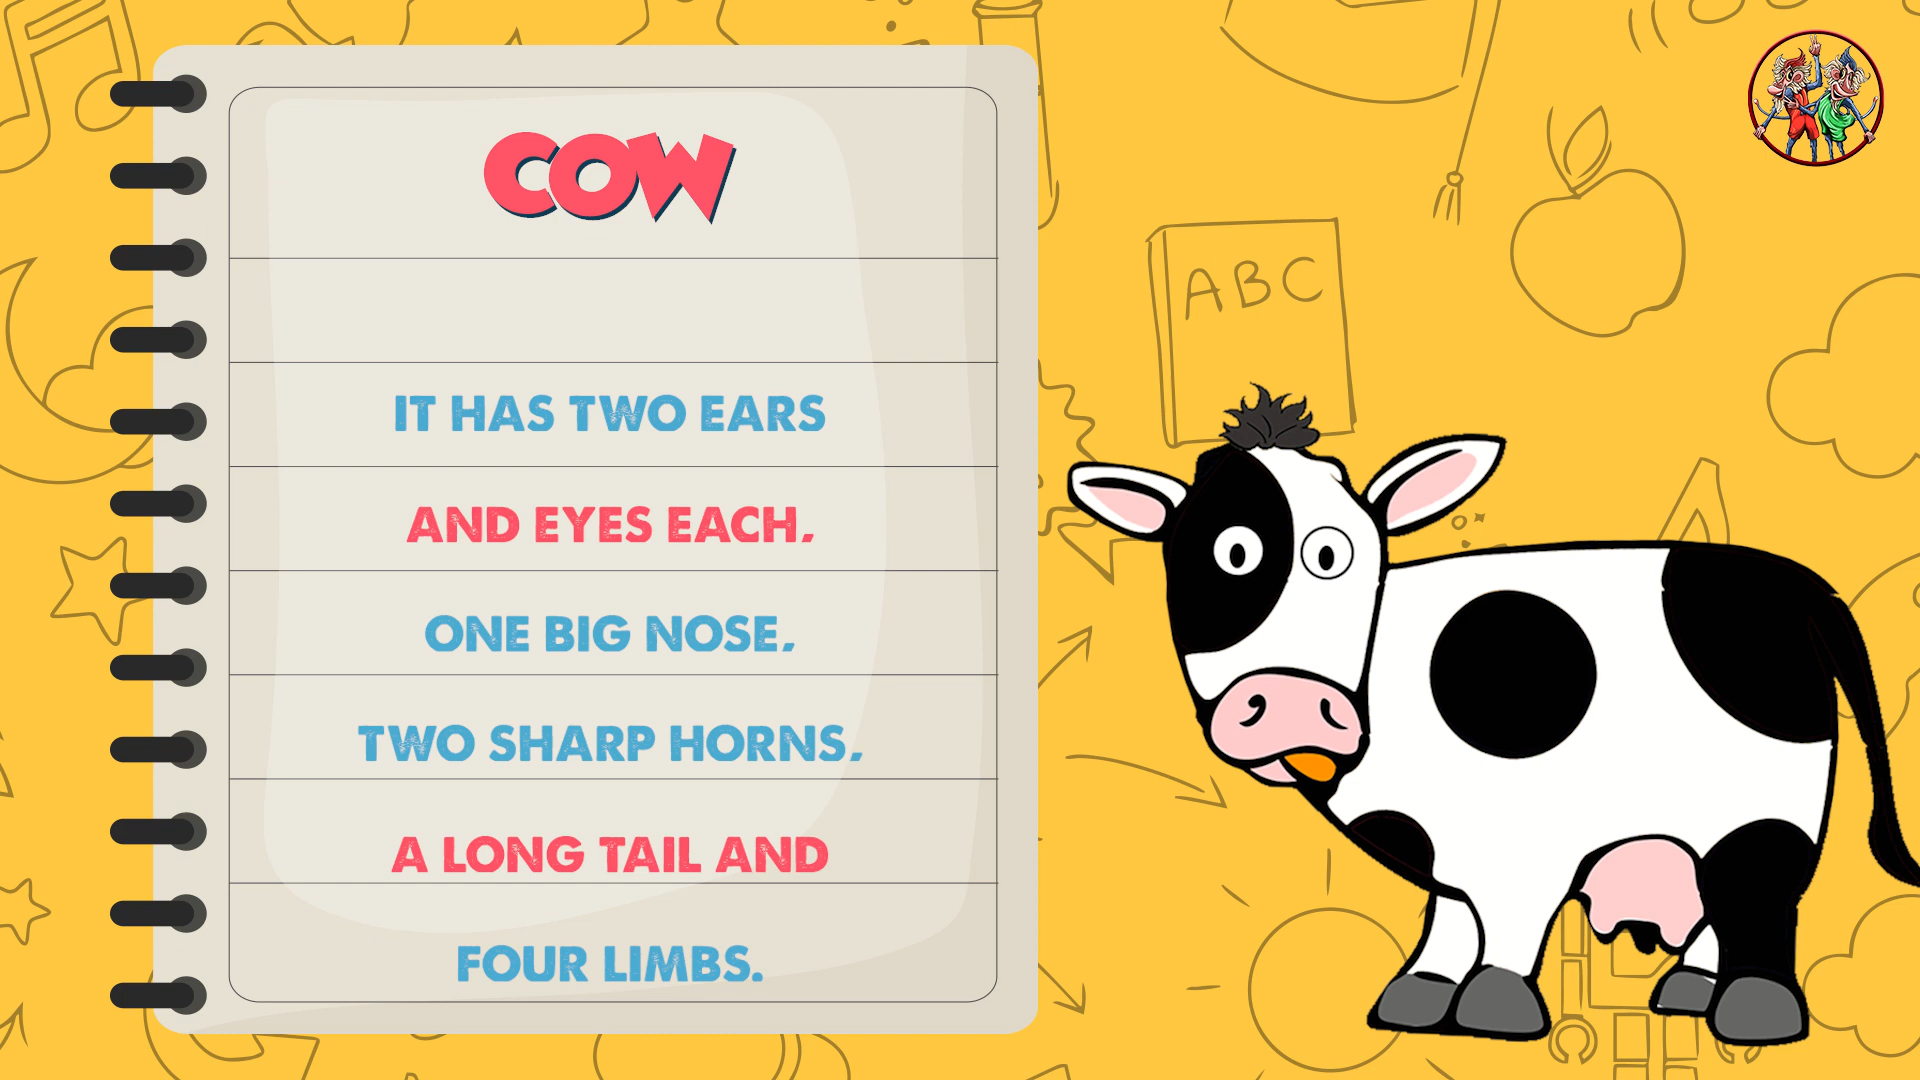 COW
IT HAS TWO EARS
AND EYES EACH,
ONE BIG NOSE,
TWO SHARP HORNS,
A LONG TAIL AND
FOUR LIMBS.
ABC